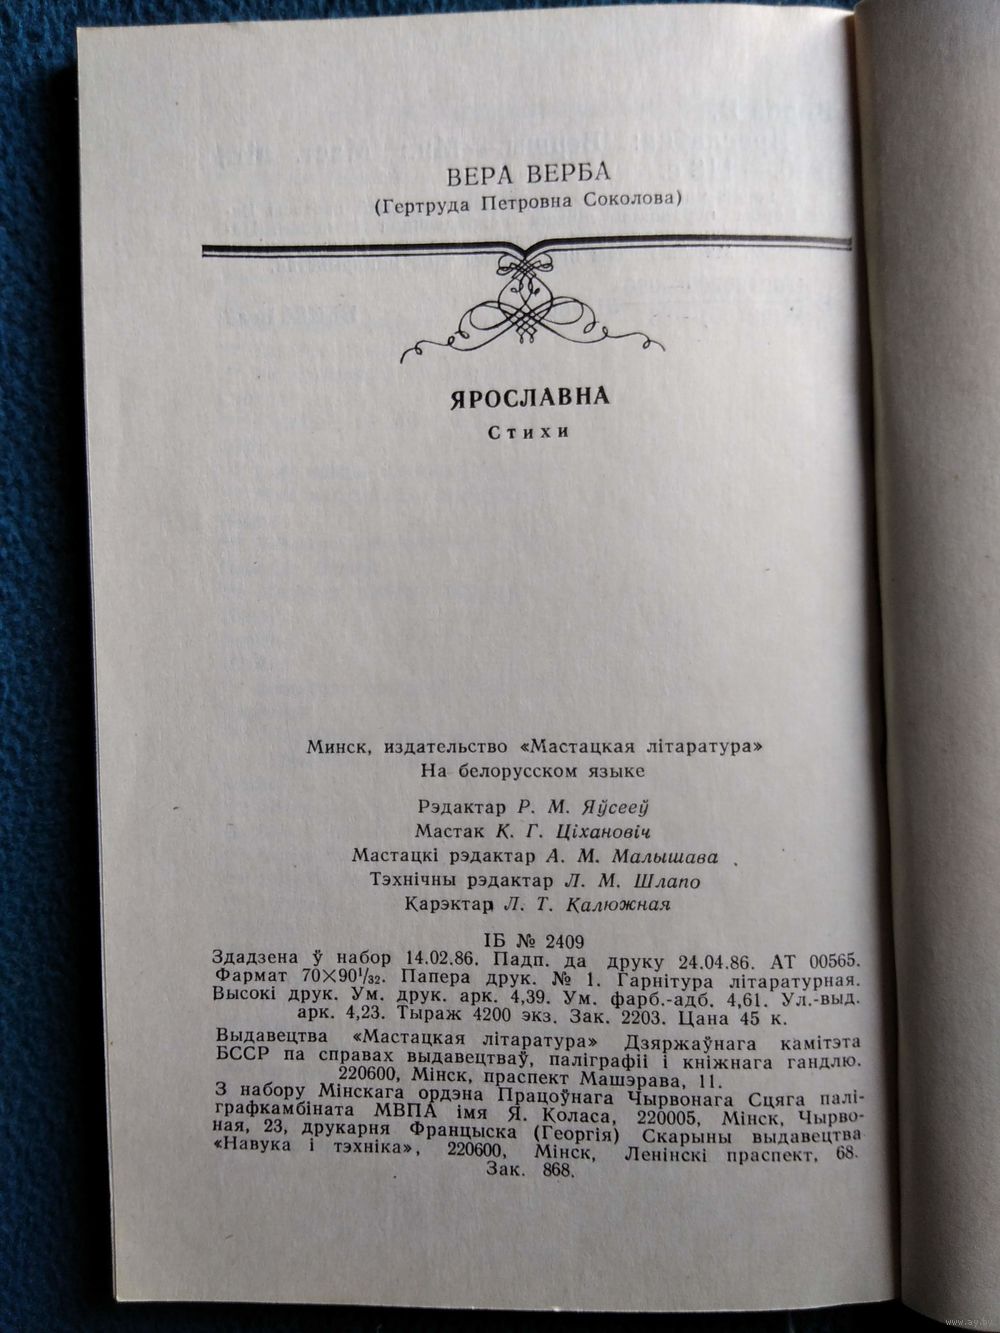 ВЕРА ВЕРБА
(Гертруда Петровна Соколова)
ЯРОСЛАВНА
Стихи
Минск, издательство «Мастацкая літаратура»
На белорусском языке
Рэдактар Р. М. Яўсееў
Мастак К. Г. Ціхановіч
Мастацкі рэдактар А. М. Малышава
Тэхнічны рэдактар Л. М. Шлапо
Карэктар Л. Т. Калюжная
ІБ № 2409
Здадзена ў набор 14.02.86. Падп. да друку 24.04.86. АТ 00565.
Фармат 70×90¹/₃₂. Папера друк. № 1. Гарнітура літаратурная.
Высокі друк. Ум. друк. арк. 4,39. Ум. фарб.-адб. 4,61. Ул.-выд.
арк. 4,23. Тыраж 4200 экз. Зак. 2203. Цана 45 к.
Выдавецтва «Мастацкая літаратура» Дзяржаўнага камітэта
БССР па справах выдавецтваў, паліграфіі і кніжнага гандлю.
220600, Мінск, праспект Машэрава, 11.
З набору Мінскага ордэна Працоўнага Чырвонага Сцяга палі-
графкамбіната МВПА імя Я. Коласа, 220005, Мінск, Чырво-
ная, 23, друкарня Францыска (Георгія) Скарыны выдавецтва
«Навука і тэхніка», 220600, Мінск, Ленінскі праспект, 68.
Зак. 868.
www.ay.by